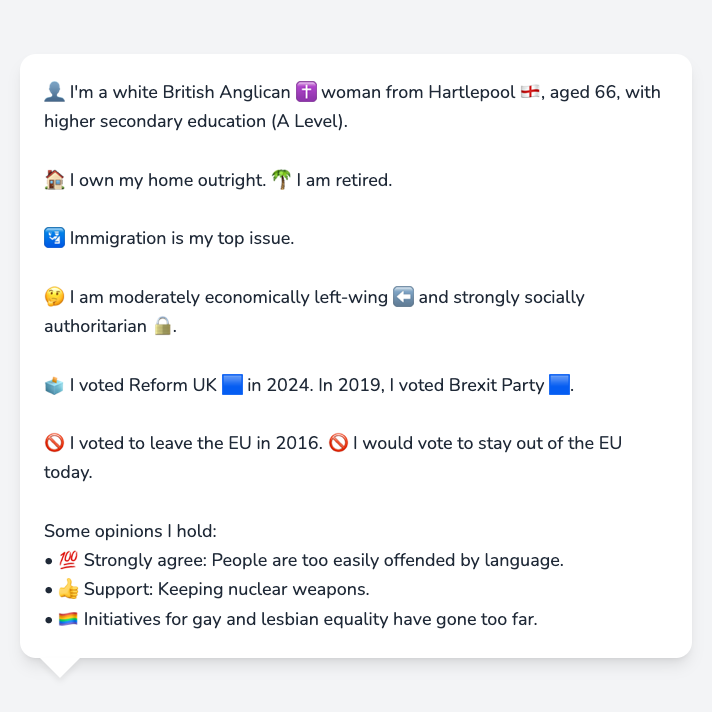 👤 I'm a white British Anglican ✝️ woman from Hartlepool 🏴󠁧󠁢󠁥󠁮󠁧󠁿, aged 66, with
higher secondary education (A Level).
🏠 I own my home outright. 🌴 I am retired.
🛂 Immigration is my top issue.
🤔 I am moderately economically left-wing ⬅️ and strongly socially
authoritarian 🔒.
🗳️ I voted Reform UK 🟦 in 2024. In 2019, I voted Brexit Party 🟦.
🚫 I voted to leave the EU in 2016. 🚫 I would vote to stay out of the EU
today.
Some opinions I hold:
• 💯 Strongly agree: People are too easily offended by language.
• 👍 Support: Keeping nuclear weapons.
• 🏳️‍🌈 Initiatives for gay and lesbian equality have gone too far.